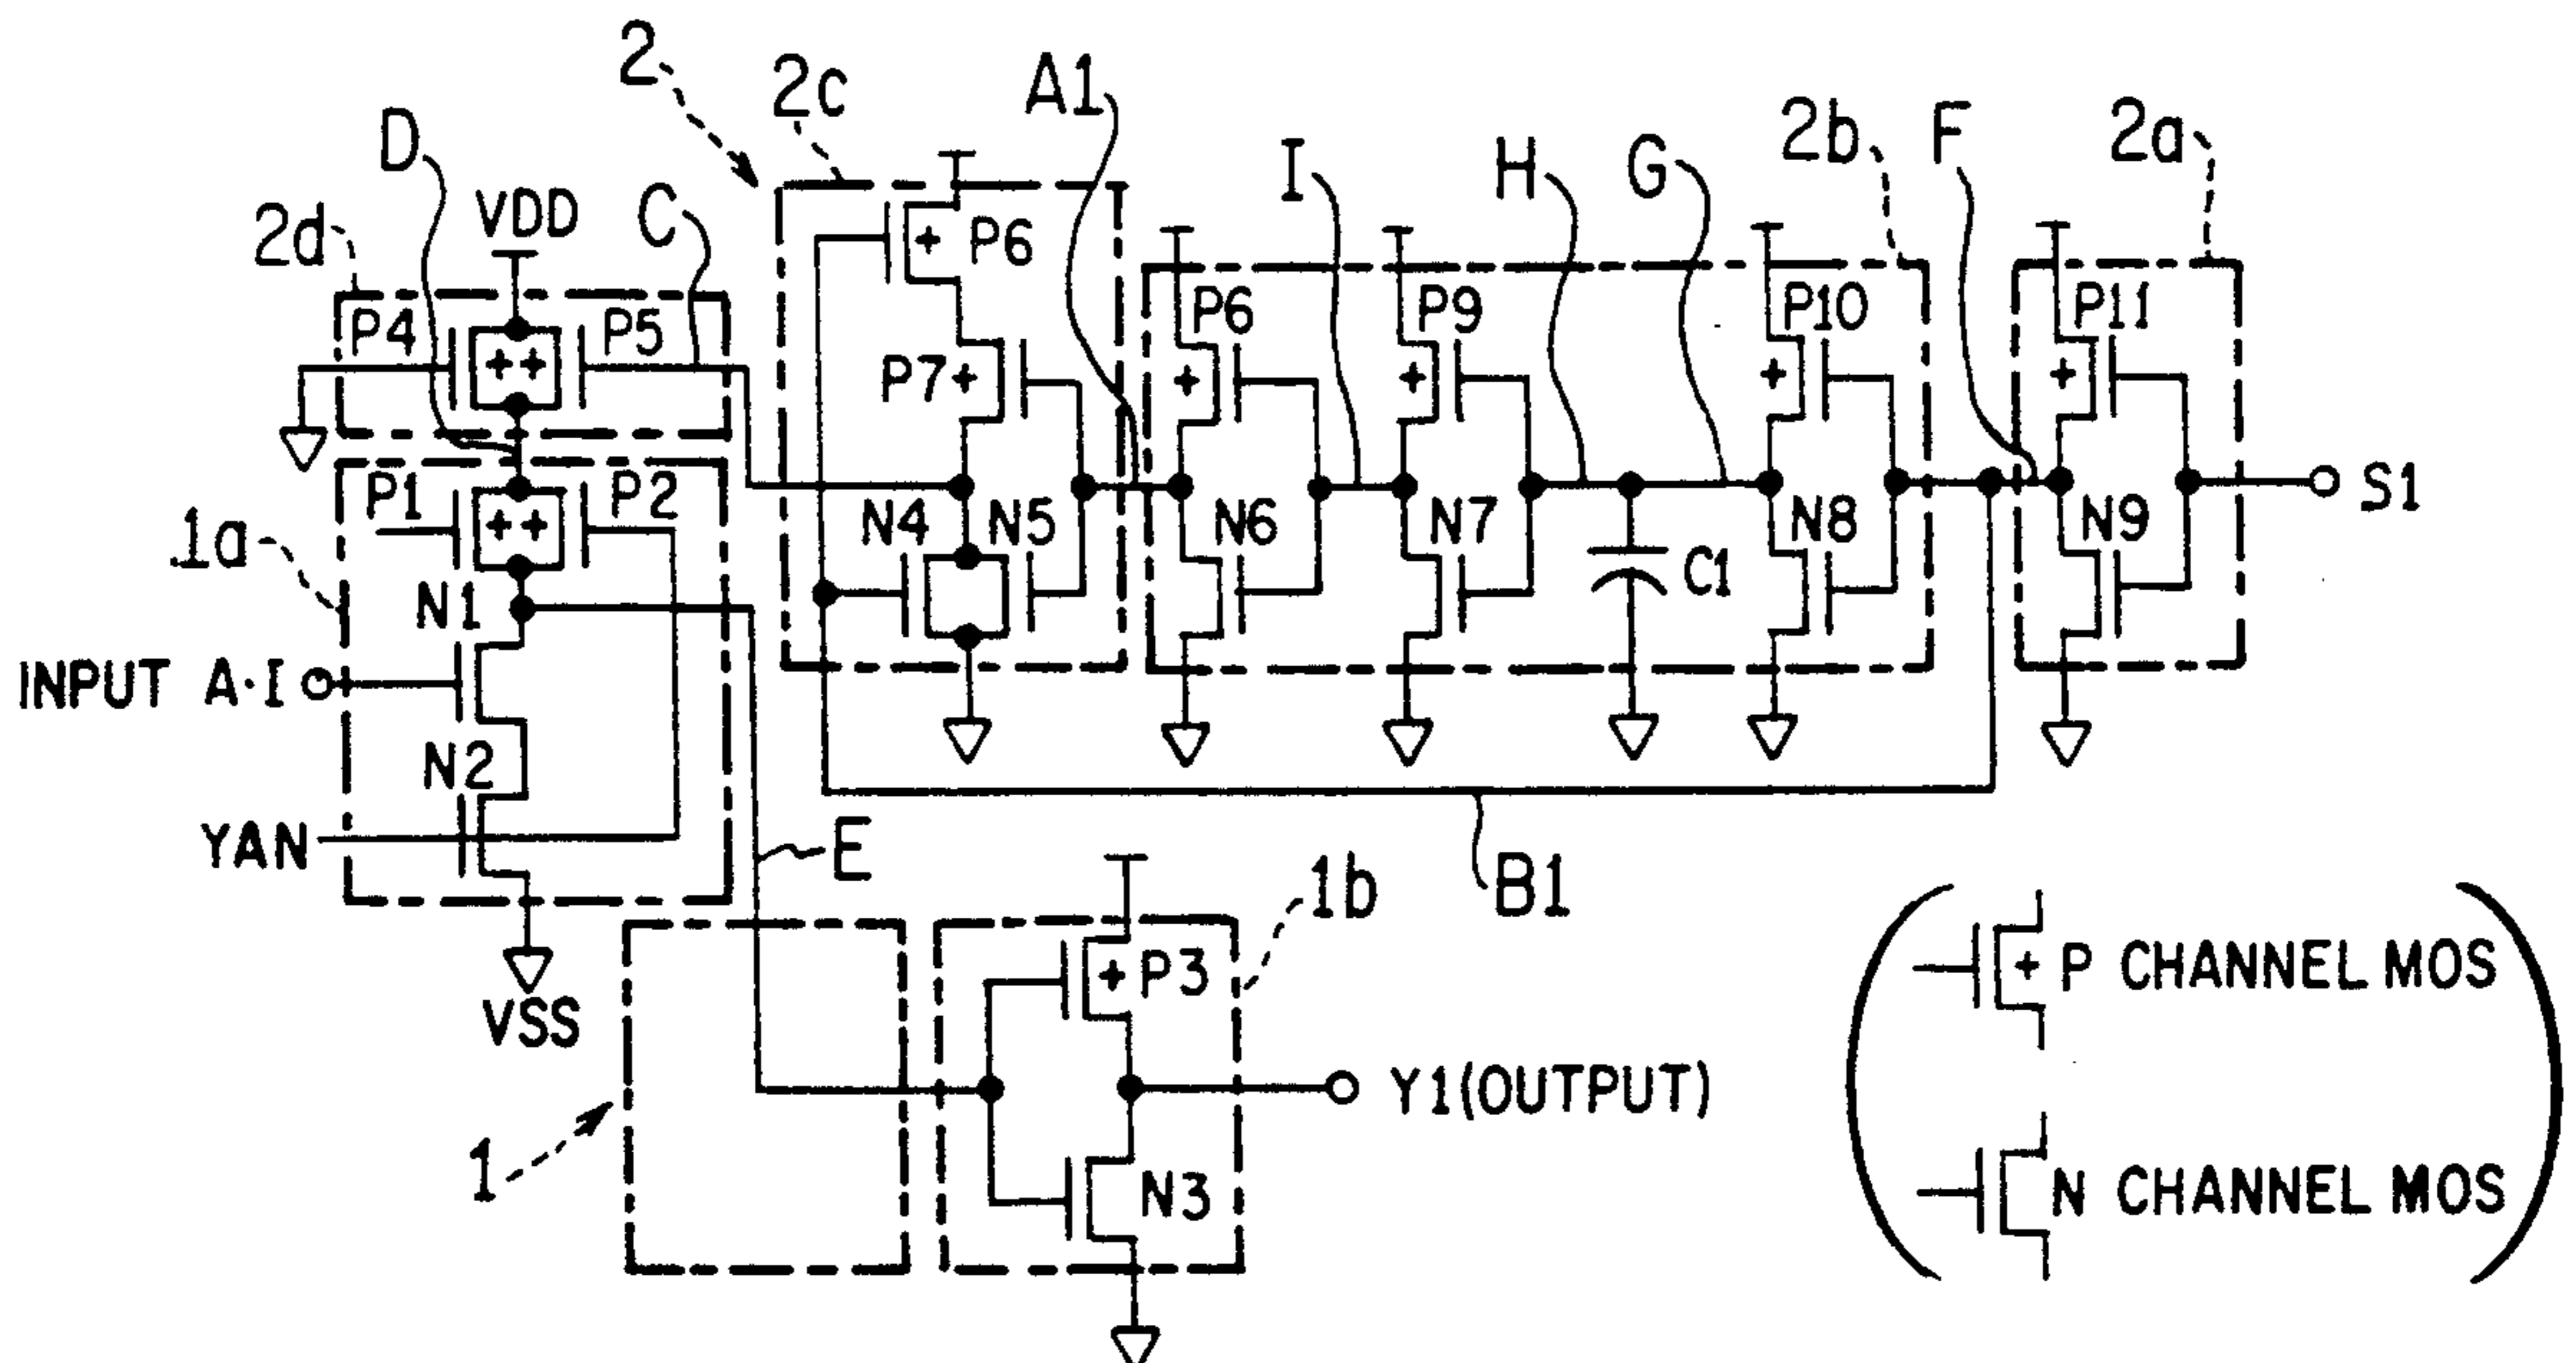 2
2c
A1
I
H
G
2b
F
2a
D
C
2d
VDD
P4
P5
P6
P7
N4
N5
P6
N6
P9
N7
C1
P10
N8
P11
N9
S1
1a
P1
P2
N1
INPUT A·I
N2
YAN
VSS
E
B1
1
1b
P3
N3
Y1(OUTPUT)
P CHANNEL MOS
N CHANNEL MOS